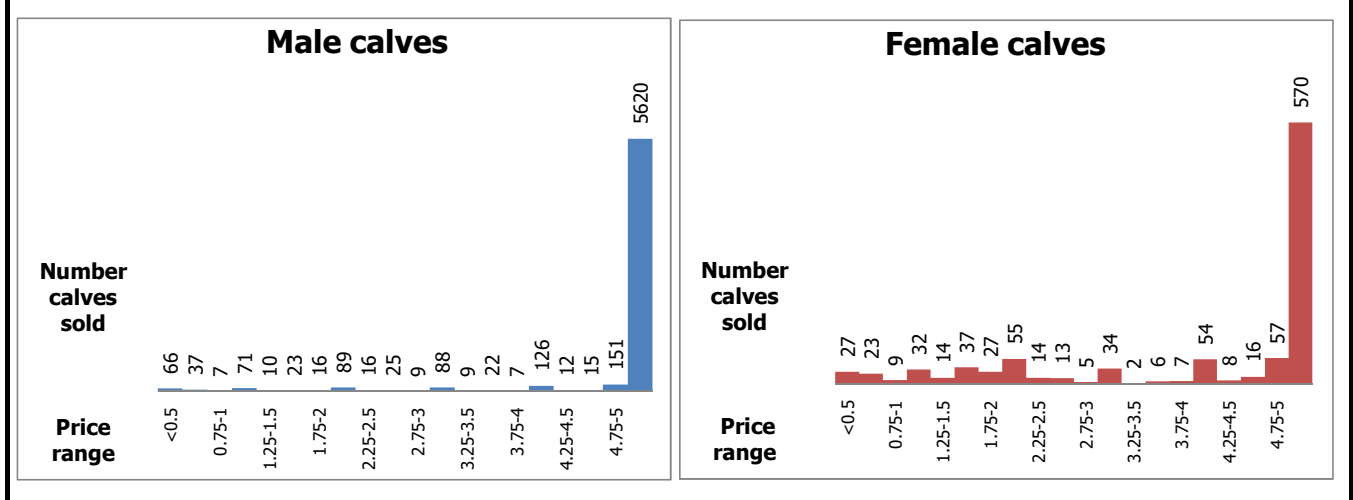 Male calves
66 37 7 71 10 23 16 89 16 25 9 88 9 22 7 126 12 15 151 5620
Number
calves
sold
Price
range
<0.5 0.75-1 1.25-1.5 1.75-2 2.25-2.5 2.75-3 3.25-3.5 3.75-4 4.25-4.5 4.75-5
Female calves
27 23 9 32 14 37 27 55 14 13 5 34 2 6 7 54 8 16 57 570
Number
calves
sold
Price
range
<0.5 0.75-1 1.25-1.5 1.75-2 2.25-2.5 2.75-3 3.25-3.5 3.75-4 4.25-4.5 4.75-5